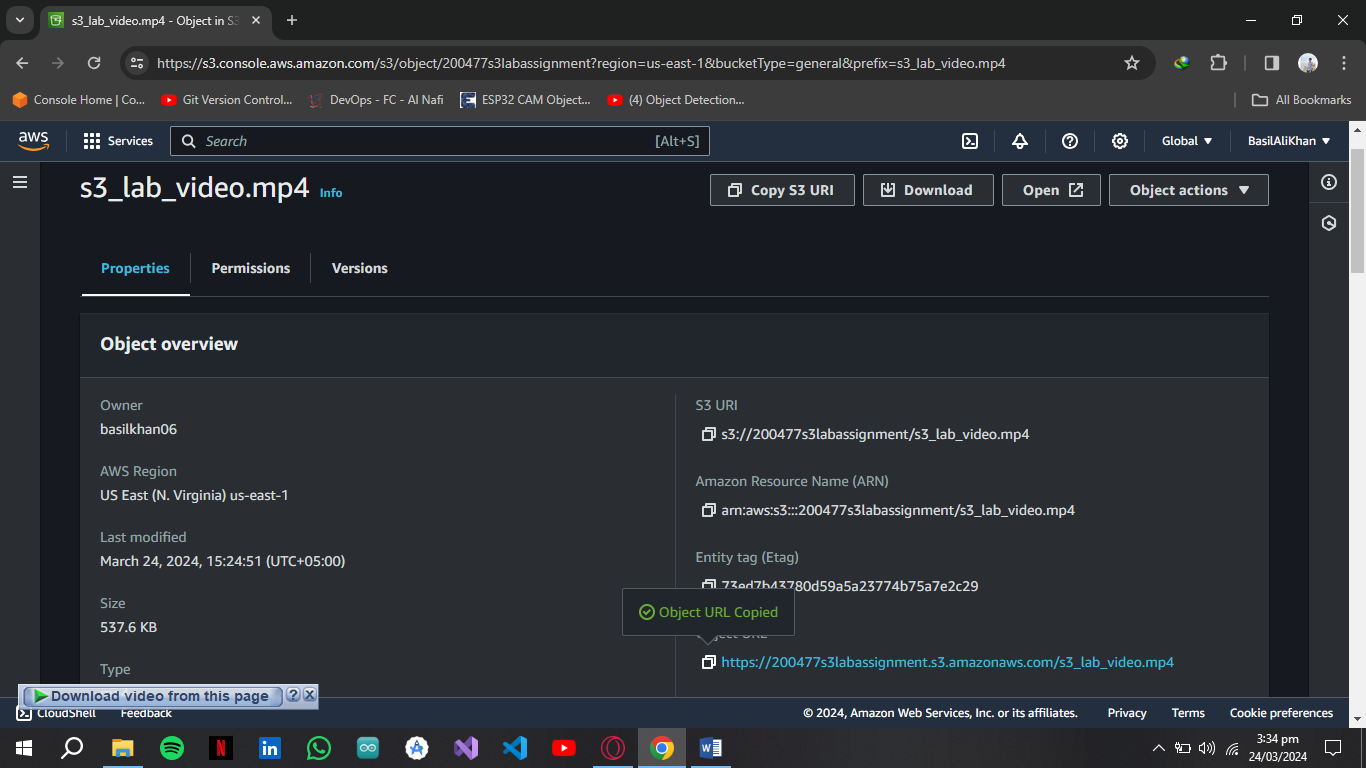 s3_lab_video.mp4 - Object in S3
https://s3.console.aws.amazon.com/s3/object/200477s3labassignment?region=us-east-1&bucketType=general&prefix=s3_lab_video.mp4
Console Home | Co... Git Version Control... DevOps - FC - Al Nafi ESP32 CAM Object... (4) Object Detection... All Bookmarks
aws Services Search [Alt+S] Global BasilAliKhan
s3_lab_video.mp4 Info Copy S3 URI Download Open Object actions
Properties Permissions Versions
Object overview
Owner
basilkhan06
AWS Region
US East (N. Virginia) us-east-1
Last modified
March 24, 2024, 15:24:51 (UTC+05:00)
Size
537.6 KB
Type
S3 URI
s3://200477s3labassignment/s3_lab_video.mp4
Amazon Resource Name (ARN)
arn:aws:s3:::200477s3labassignment/s3_lab_video.mp4
Entity tag (Etag)
73ed7b43780d59a5a23774b75a7e2c29
Object URL Copied
Object URL
https://200477s3labassignment.s3.amazonaws.com/s3_lab_video.mp4
Download video from this page ? X
CloudShell Feedback © 2024, Amazon Web Services, Inc. or its affiliates. Privacy Terms Cookie preferences
3:34 pm
24/03/2024